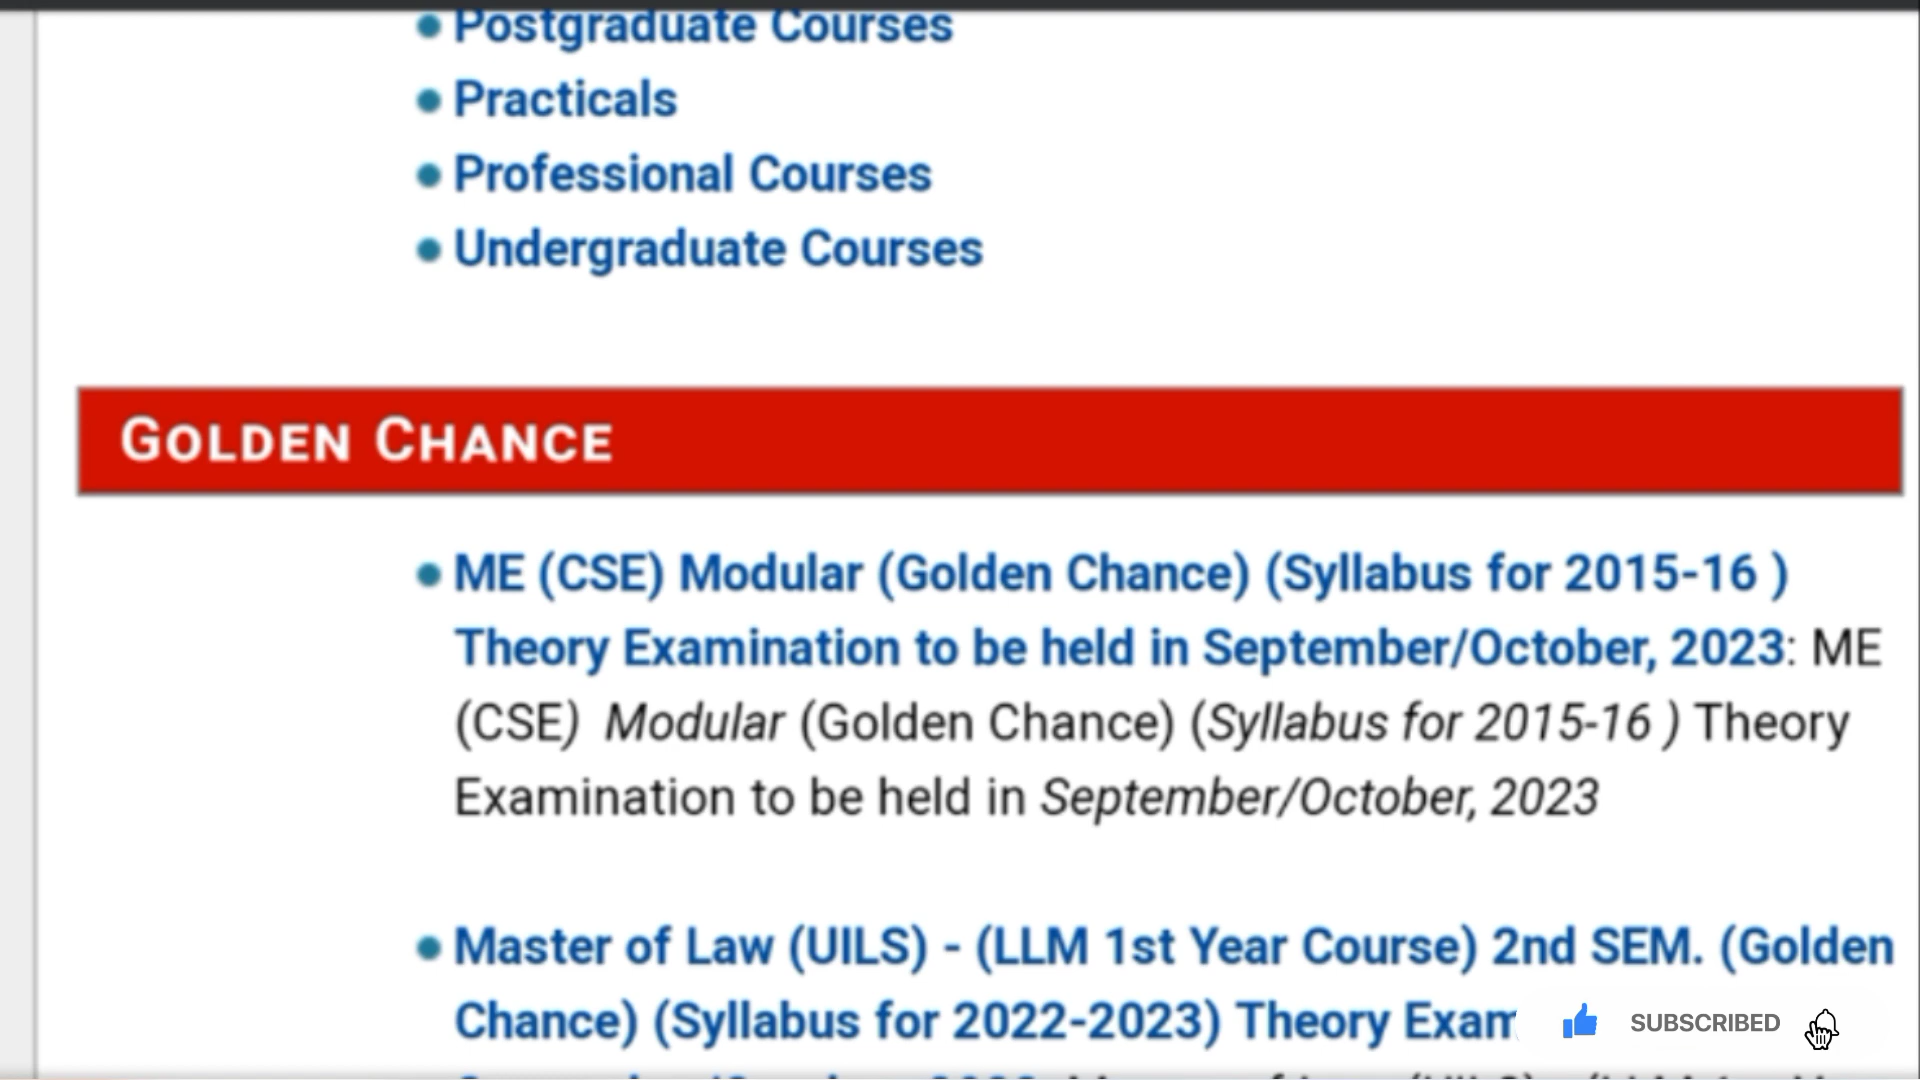 Postgraduate Courses
Practicals
Professional Courses
Undergraduate Courses
GOLDEN CHANCE
ME (CSE) Modular (Golden Chance) (Syllabus for 2015-16 )
Theory Examination to be held in September/October, 2023: ME
(CSE) Modular (Golden Chance) (Syllabus for 2015-16 ) Theory
Examination to be held in September/October, 2023
Master of Law (UILS) - (LLM 1st Year Course) 2nd SEM. (Golden
Chance) (Syllabus for 2022-2023) Theory Exam
SUBSCRIBED